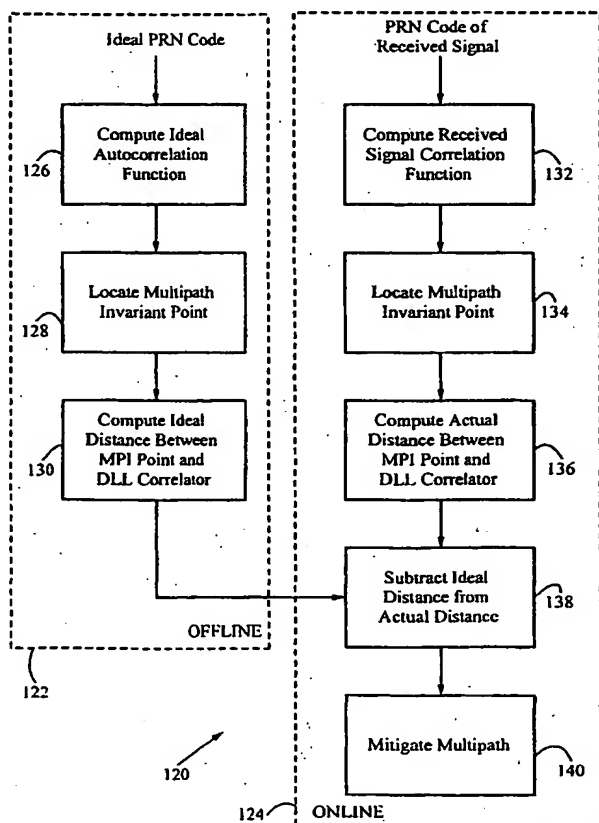 Ideal PRN Code
Compute Ideal
Autocorrelation
Function
126
Locate Multipath
Invariant Point
128
Compute Ideal
Distance Between
MPI Point and
DLL Correlator
130
OFFLINE
122
PRN Code of
Received Signal
Compute Received
Signal Correlation
Function
132
Locate Multipath
Invariant Point
134
Compute Actual
Distance Between
MPI Point and
DLL Correlator
136
Subtract Ideal
Distance from
Actual Distance
138
Mitigate Multipath
140
120
124
ONLINE